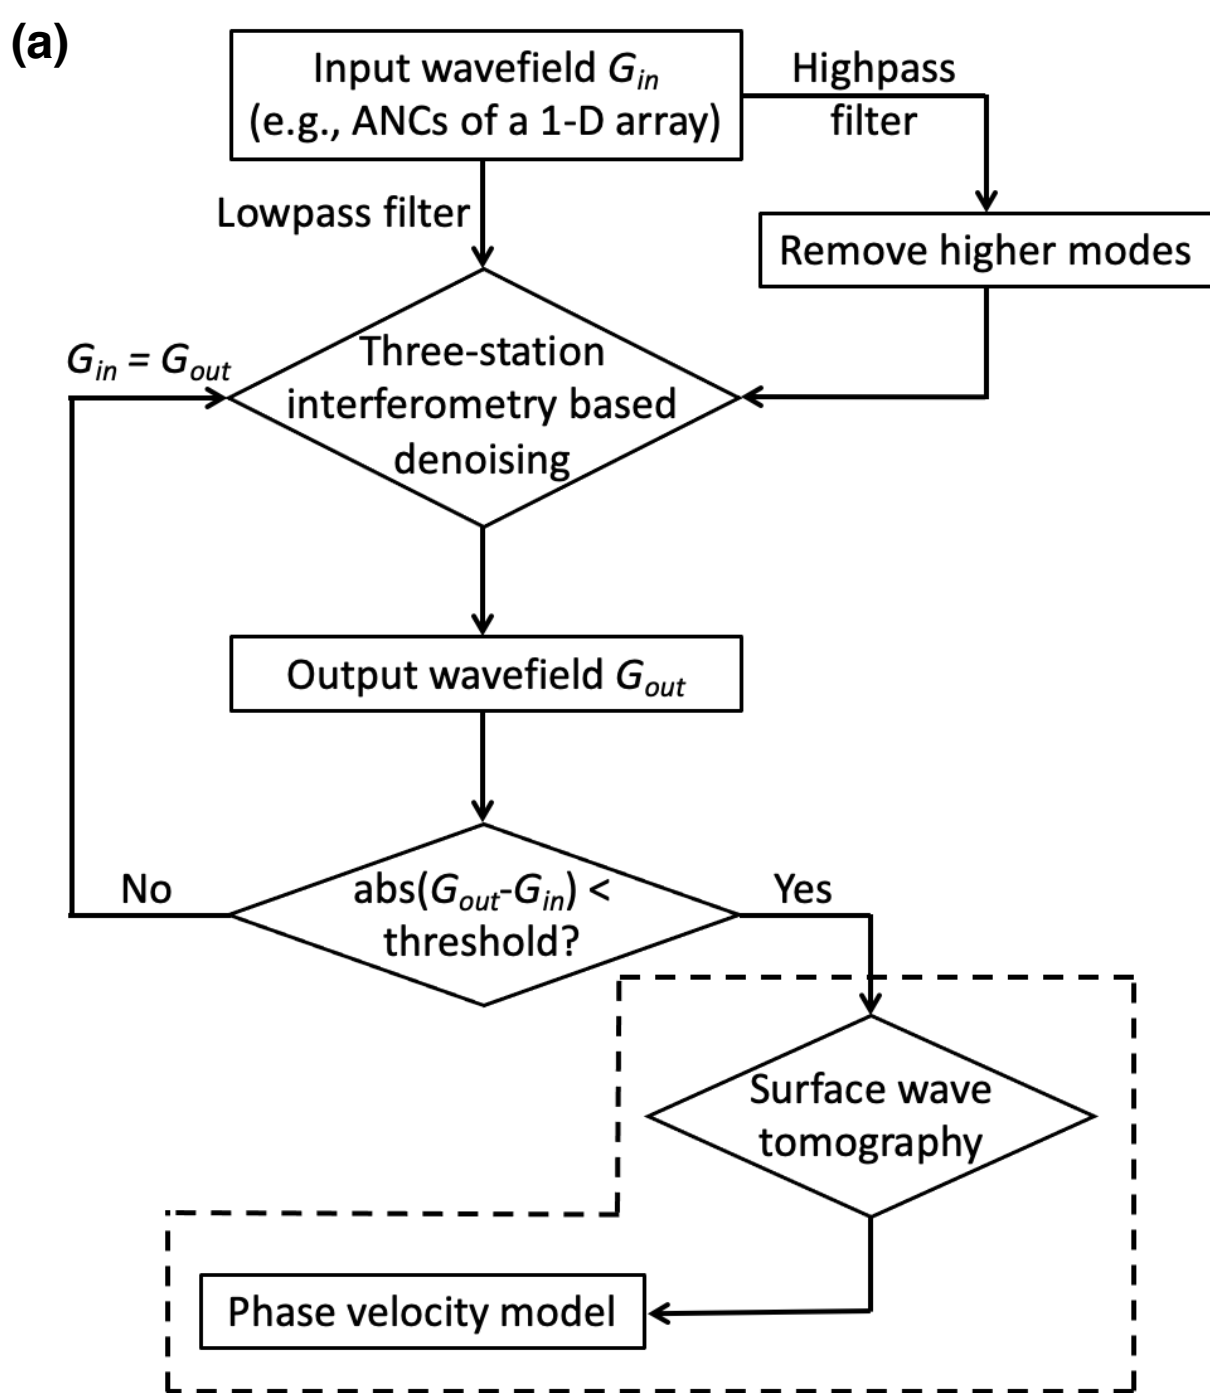 (a)
Input wavefield G_in
(e.g., ANCs of a 1-D array)
Highpass
filter
Lowpass filter
Remove higher modes
G_in = G_out
Three-station
interferometry based
denoising
Output wavefield G_out
No
abs(G_out-G_in) <
threshold?
Yes
Surface wave
tomography
Phase velocity model